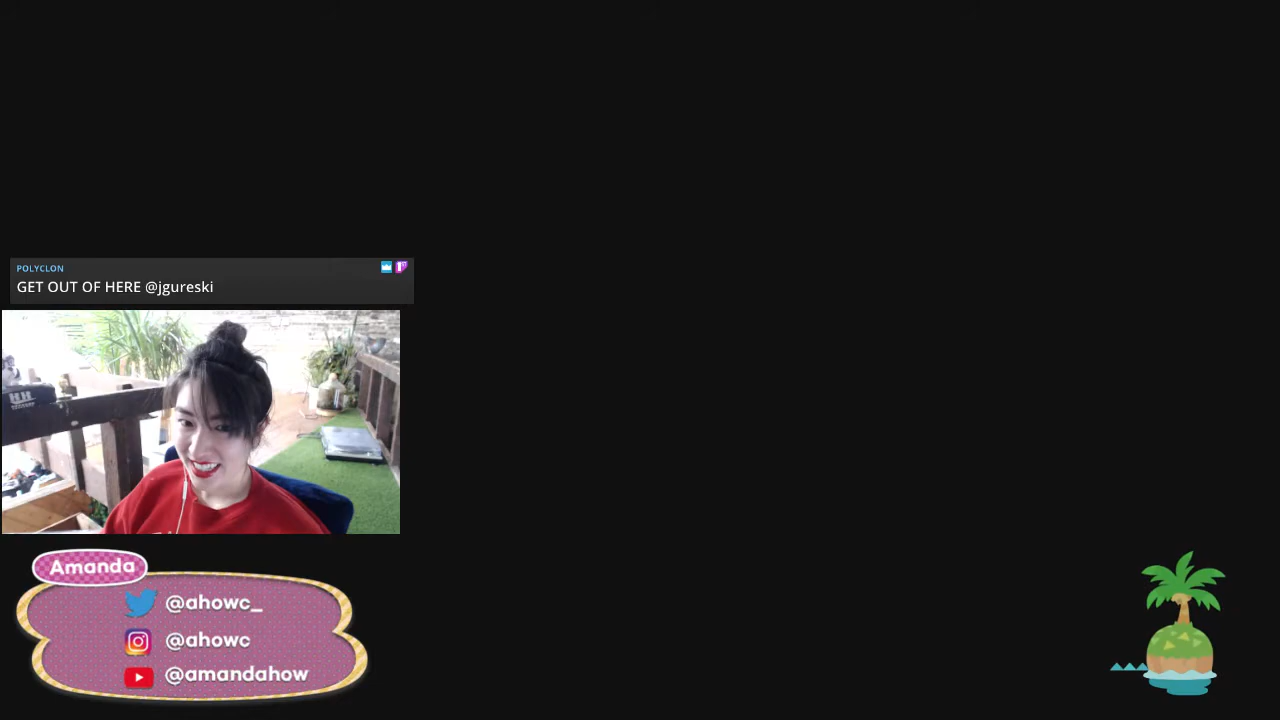 POLYCLON
GET OUT OF HERE @jgureski
Amanda
@ahowc_
@ahowc
@amandahow